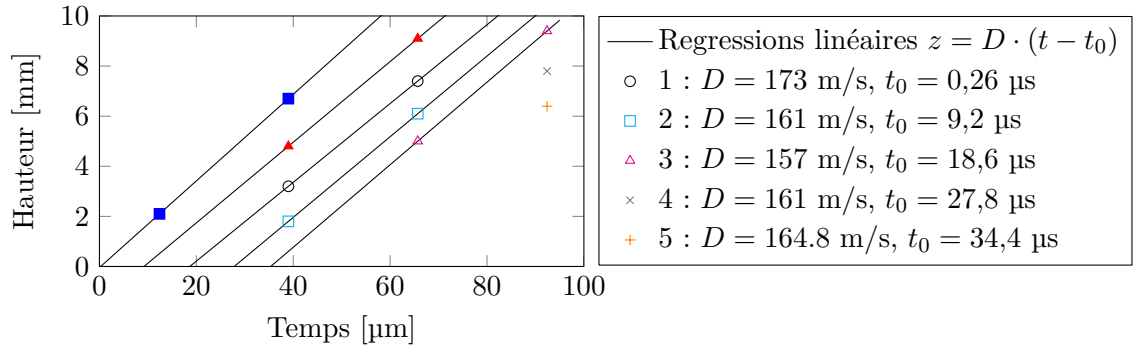 10
8
6
4
2
0
0
20
40
60
80
100
Hauteur [mm]
Temps [µm]
Regressions linéaires z = D · (t − t₀)
1 : D = 173 m/s, t₀ = 0,26 µs
2 : D = 161 m/s, t₀ = 9,2 µs
3 : D = 157 m/s, t₀ = 18,6 µs
4 : D = 161 m/s, t₀ = 27,8 µs
5 : D = 164.8 m/s, t₀ = 34,4 µs